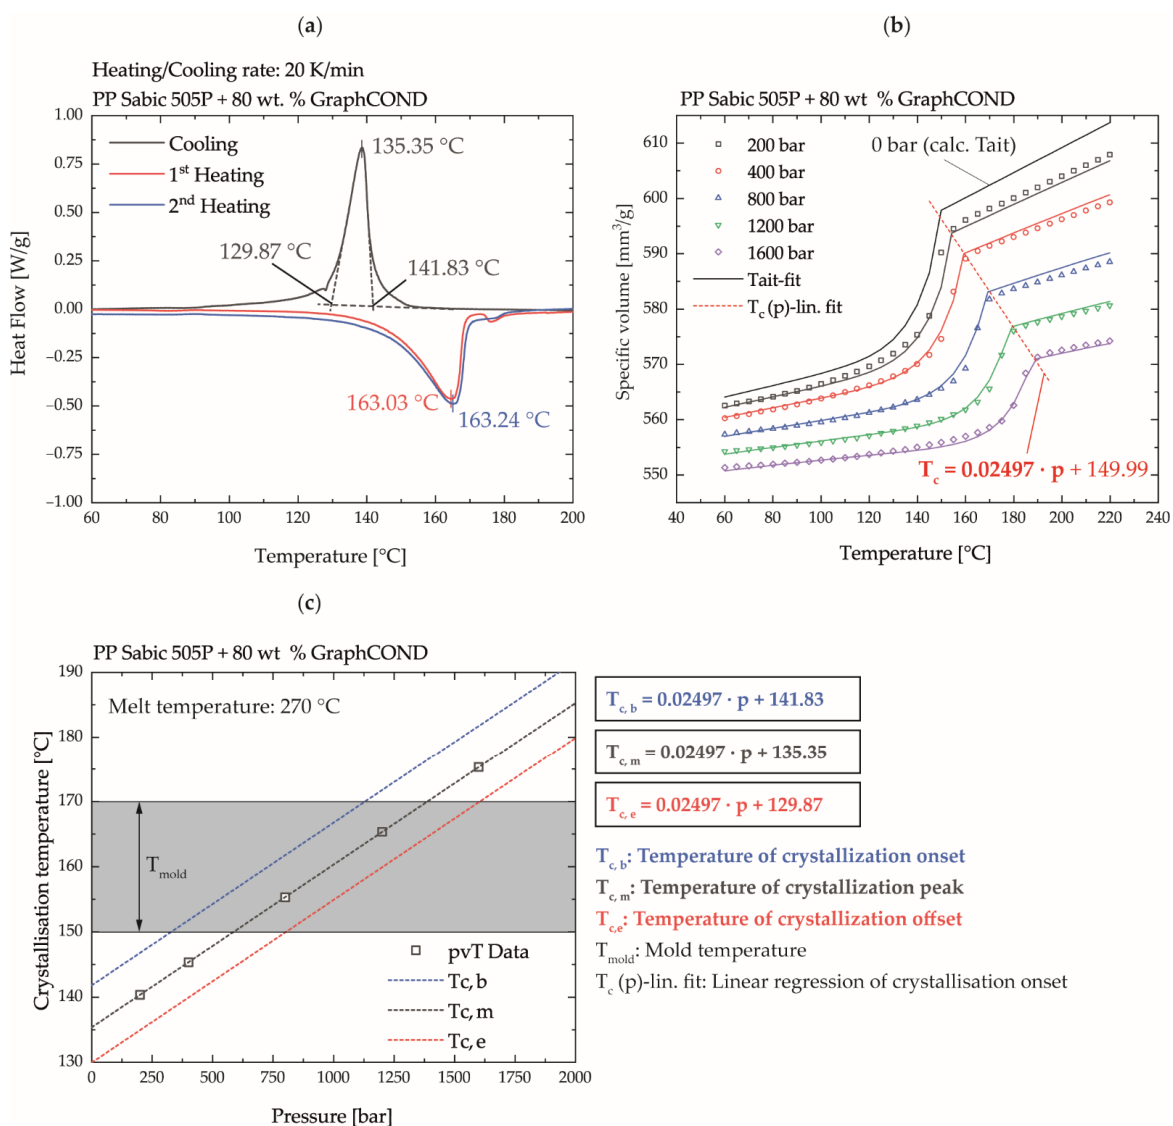 (a)
Heating/Cooling rate: 20 K/min
PP Sabic 505P + 80 wt. % GraphCOND
1.00
0.75
0.50
0.25
0.00
−0.25
−0.50
−0.75
−1.00
Heat Flow [W/g]
Cooling
1st Heating
2nd Heating
135.35 °C
129.87 °C
141.83 °C
163.03 °C
163.24 °C
60 80 100 120 140 160 180 200
Temperature [°C]
(b)
PP Sabic 505P + 80 wt % GraphCOND
610
600
590
580
570
560
550
Specific volume [mm³/g]
200 bar
400 bar
800 bar
1200 bar
1600 bar
Tait-fit
Tc (p)-lin. fit
0 bar (calc. Tait)
Tc = 0.02497 · p + 149.99
40 60 80 100 120 140 160 180 200 220 240
Temperature [°C]
(c)
PP Sabic 505P + 80 wt % GraphCOND
190
180
170
160
150
140
130
Crystallisation temperature [°C]
Melt temperature: 270 °C
Tmold
pvT Data
Tc, b
Tc, m
Tc, e
0 250 500 750 1000 1250 1500 1750 2000
Pressure [bar]
Tc, b = 0.02497 · p + 141.83
Tc, m = 0.02497 · p + 135.35
Tc, e = 0.02497 · p + 129.87
Tc, b: Temperature of crystallization onset
Tc, m: Temperature of crystallization peak
Tc,e: Temperature of crystallization offset
Tmold: Mold temperature
Tc (p)-lin. fit: Linear regression of crystallisation onset